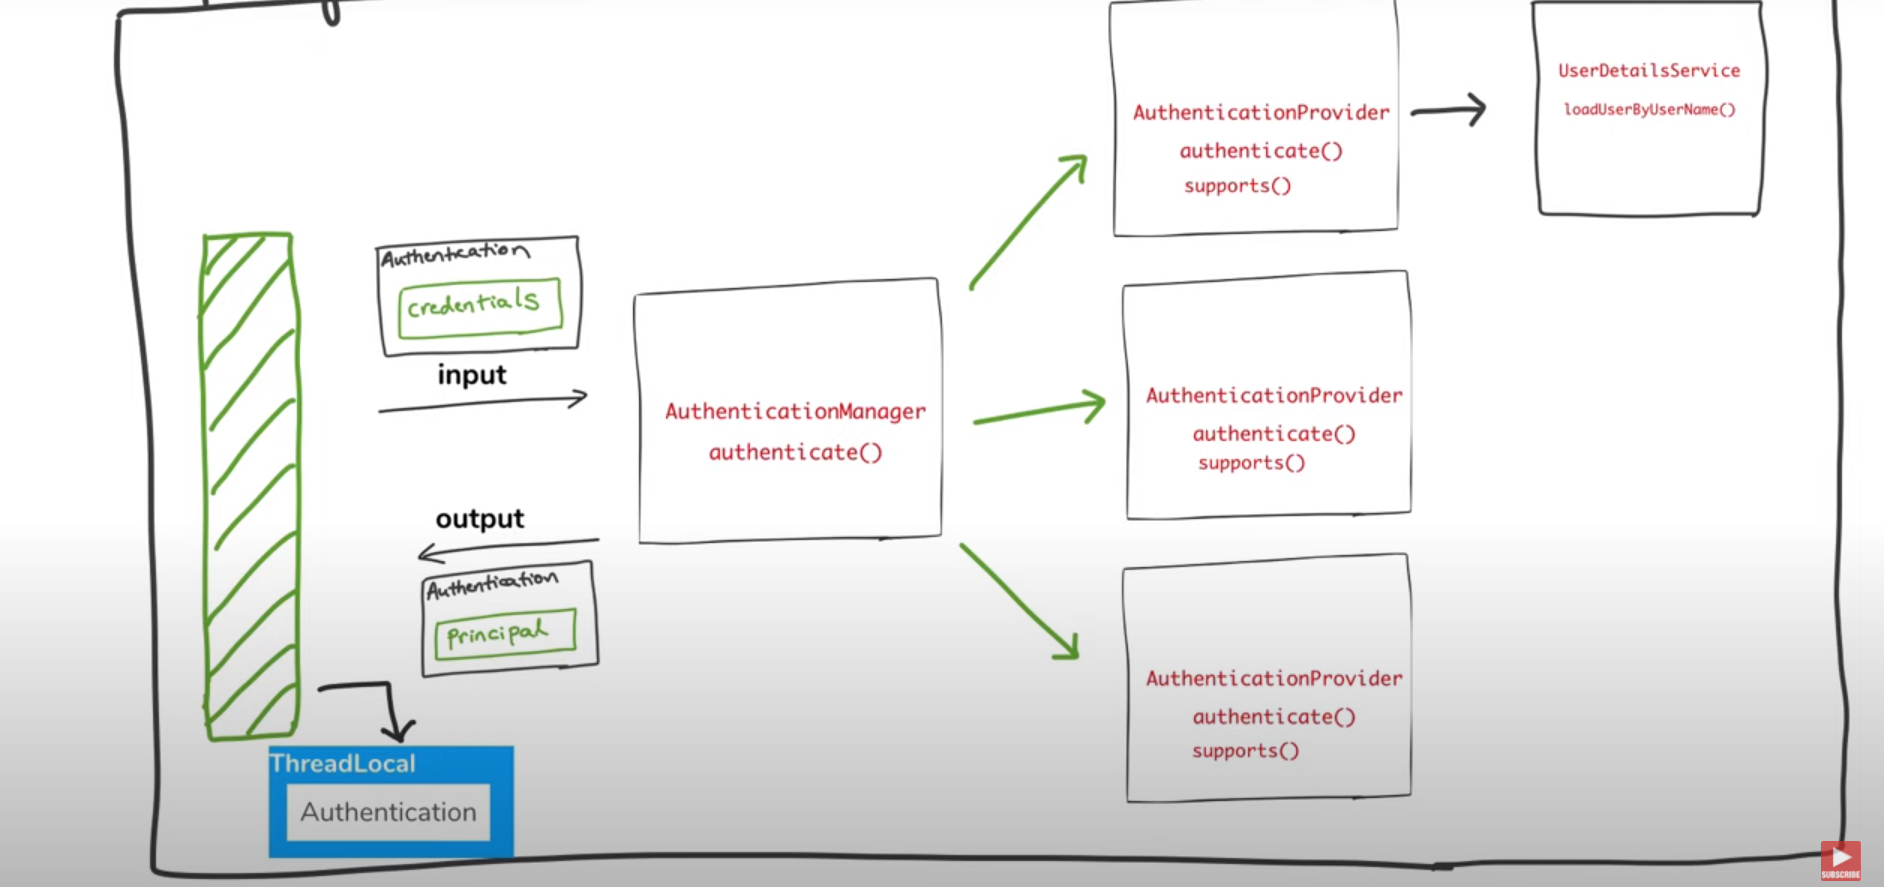 Authentication
credentials
input
output
Authentication
principal
ThreadLocal
Authentication
AuthenticationManager
authenticate()
AuthenticationProvider
authenticate()
supports()
AuthenticationProvider
authenticate()
supports()
AuthenticationProvider
authenticate()
supports()
UserDetailsService
loadUserByUserName()
SUBSCRIBE